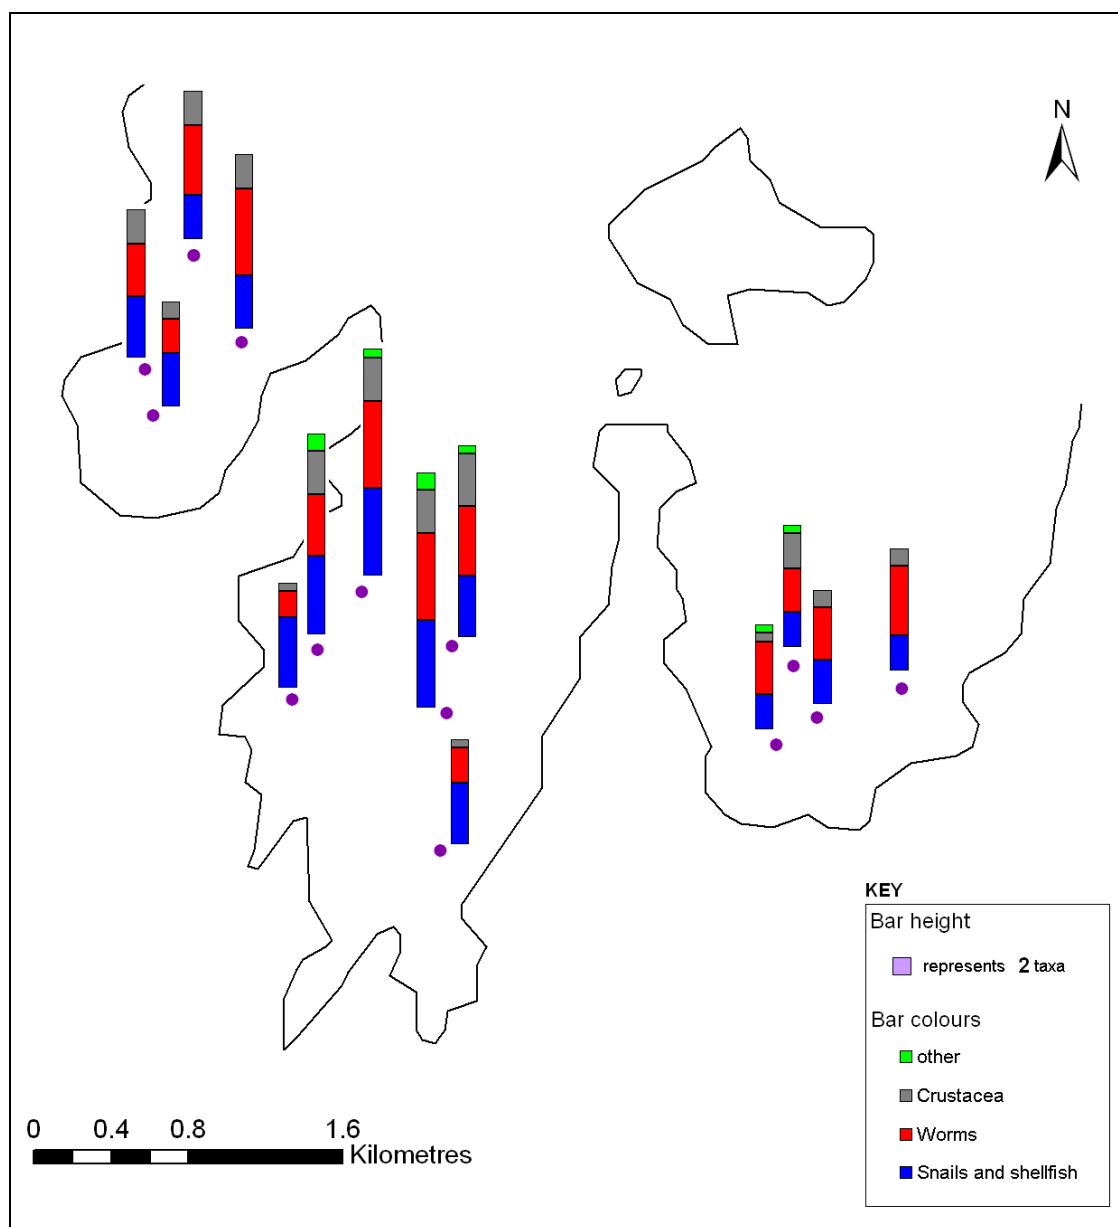 N
KEY
Bar height
represents 2 taxa
Bar colours
other
Crustacea
Worms
Snails and shellfish
0 0.4 0.8 1.6
Kilometres